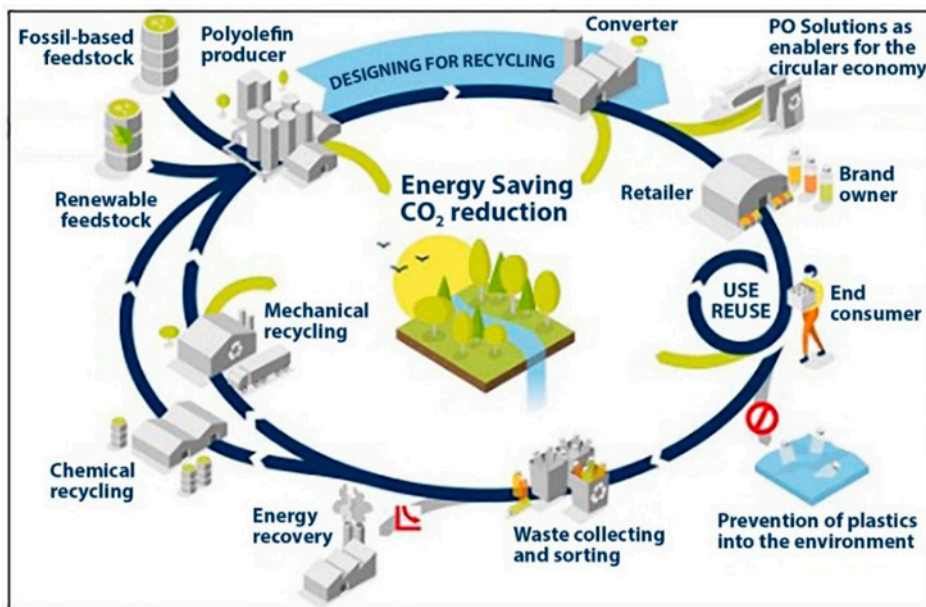 Fossil-based
feedstock
Polyolefin
producer
DESIGNING FOR RECYCLING
Converter
PO Solutions as
enablers for the
circular economy
Renewable
feedstock
Energy Saving
CO₂ reduction
Retailer
Brand
owner
Mechanical
recycling
USE
REUSE
End
consumer
Chemical
recycling
Energy
recovery
Waste collecting
and sorting
Prevention of plastics
into the environment